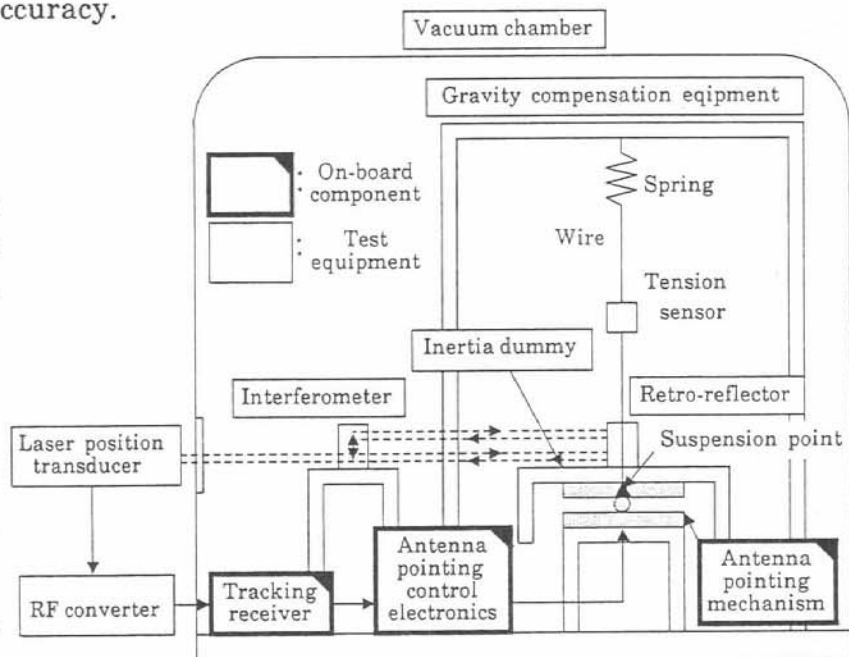 ccuracy.
Vacuum chamber
Gravity compensation eqipment
: On-board
component
: Test
equipment
Spring
Wire
Tension
sensor
Inertia dummy
Interferometer
Retro-reflector
Laser position
transducer
Suspension point
RF converter
Tracking
receiver
Antenna
pointing
control
electronics
Antenna
pointing
mechanism